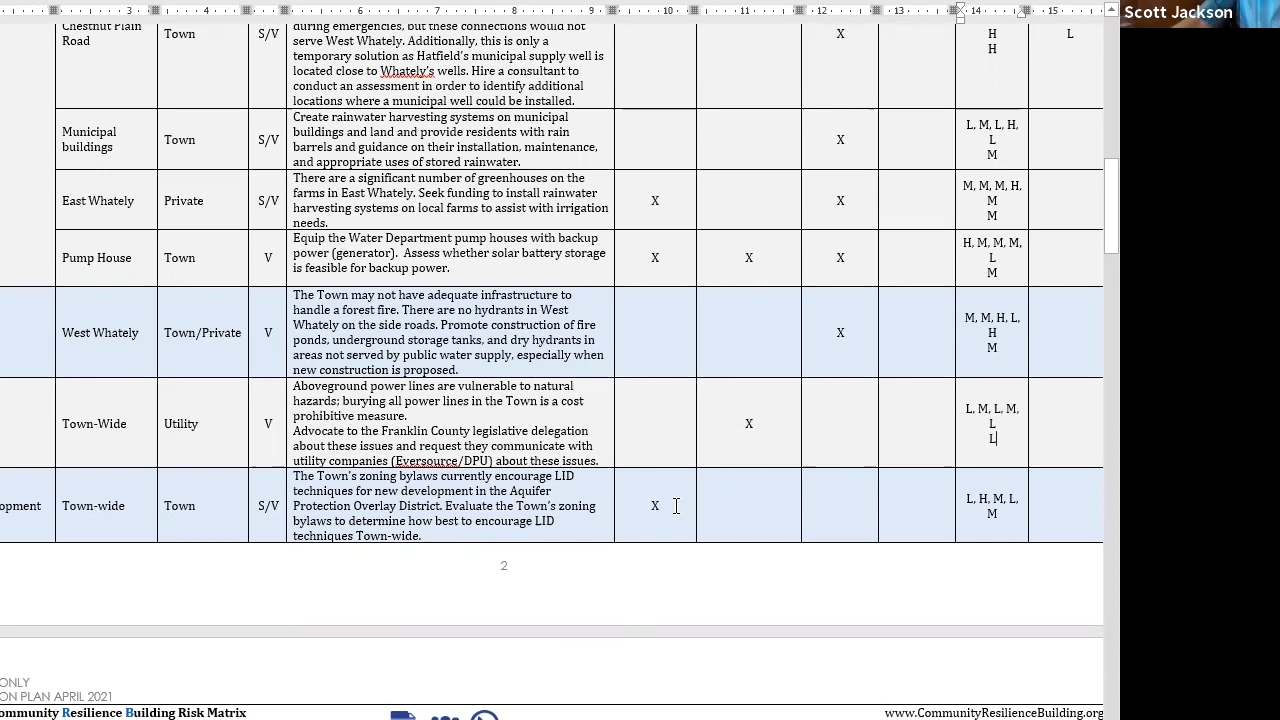 3 4 5 6 7 8 9 10 11 12 13 14 15
Scott Jackson
Chestnut Plain
Road
Town
S/V
during emergencies, but these connections would not
serve West Whately. Additionally, this is only a
temporary solution as Hatfield's municipal supply well is
located close to Whately's wells. Hire a consultant to
conduct an assessment in order to identify additional
locations where a municipal well could be installed.
X
H
H
L
Municipal
buildings
Town
S/V
Create rainwater harvesting systems on municipal
buildings and land and provide residents with rain
barrels and guidance on their installation, maintenance,
and appropriate uses of stored rainwater.
X
L, M, L, H,
L
M
East Whately
Private
S/V
There are a significant number of greenhouses on the
farms in East Whately. Seek funding to install rainwater
harvesting systems on local farms to assist with irrigation
needs.
X
X
M, M, M, H,
M
M
Pump House
Town
V
Equip the Water Department pump houses with backup
power (generator). Assess whether solar battery storage
is feasible for backup power.
X
X
X
H, M, M, M,
L
M
West Whately
Town/Private
V
The Town may not have adequate infrastructure to
handle a forest fire. There are no hydrants in West
Whately on the side roads. Promote construction of fire
ponds, underground storage tanks, and dry hydrants in
areas not served by public water supply, especially when
new construction is proposed.
X
M, M, H, L,
H
M
Town-Wide
Utility
V
Aboveground power lines are vulnerable to natural
hazards; burying all power lines in the Town is a cost
prohibitive measure.
Advocate to the Franklin County legislative delegation
about these issues and request they communicate with
utility companies (Eversource/DPU) about these issues.
X
L, M, L, M,
L
L
opment
Town-wide
Town
S/V
The Town's zoning bylaws currently encourage LID
techniques for new development in the Aquifer
Protection Overlay District. Evaluate the Town's zoning
bylaws to determine how best to encourage LID
techniques Town-wide.
X
L, H, M, L,
M
2
ONLY
ON PLAN APRIL 2021
ommunity Resilience Building Risk Matrix
www.CommunityResilienceBuilding.org